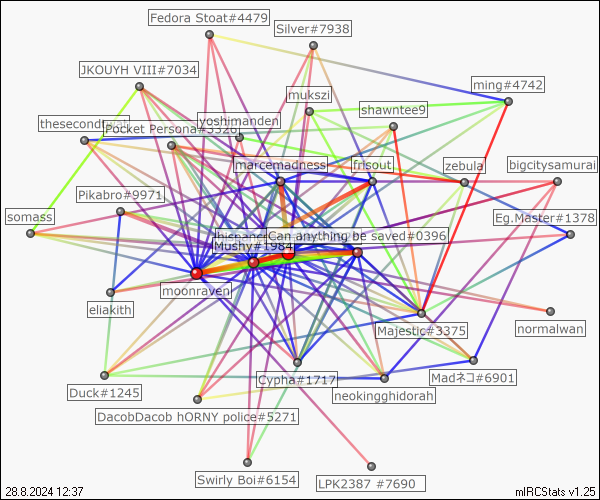 Fedora Stoat#4479
Silver#7938
JKOUYH VIII#7034
ming#4742
mukszi
shawntee9
yoshimanden
Pocket Persona#3326
marcemadness
frisout
zebula
bigcitysamurai
Pikabro#9971
somass
Eg.Master#1378
Can anything be saved#0396
Mushy#1984
moonraven
eliakith
Majestic#3375
normalwan
Cypha#1717
Madネコ#6901
Duck#1245
neokingghidorah
DacobDacob hORNY police#5271
Swirly Boi#6154
LPK2387 #7690
28.8.2024 12:37
mIRCStats v1.25